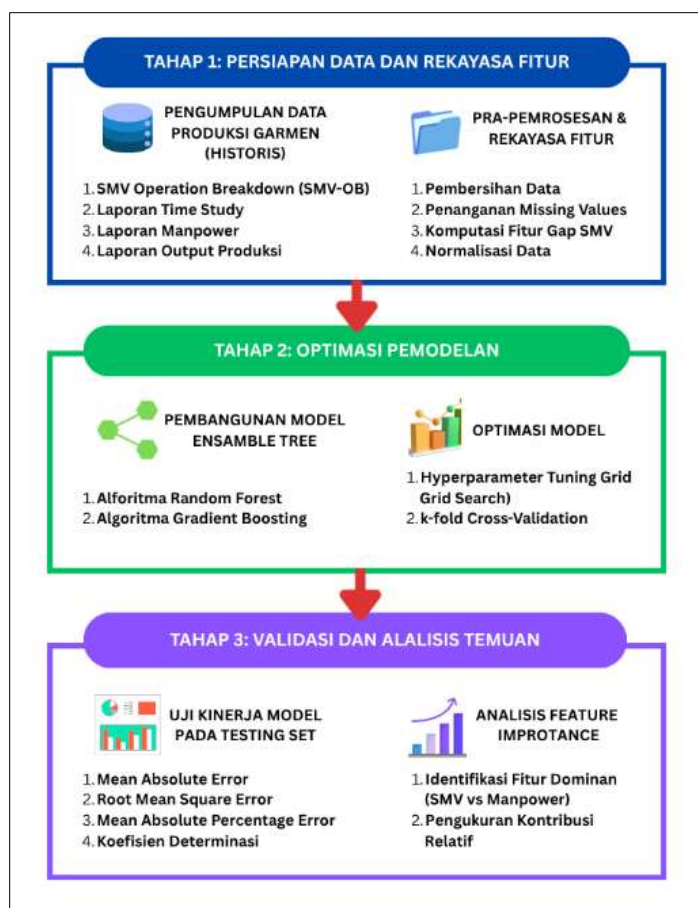 TAHAP 1: PERSIAPAN DATA DAN REKAYASA FITUR
PENGUMPULAN DATA
PRODUKSI GARMEN
(HISTORIS)
1. SMV Operation Breakdown (SMV-OB)
2. Laporan Time Study
3. Laporan Manpower
4. Laporan Output Produksi
PRA-PEMROSESAN &
REKAYASA FITUR
1. Pembersihan Data
2. Penanganan Missing Values
3. Komputasi Fitur Gap SMV
4. Normalisasi Data
TAHAP 2: OPTIMASI PEMODELAN
PEMBANGUNAN MODEL
ENSAMBLE TREE
1. Alforitma Random Forest
2. Algoritma Gradient Boosting
OPTIMASI MODEL
1. Hyperparameter Tuning Grid
Grid Search)
2. k-fold Cross-Validation
TAHAP 3: VALIDASI DAN ALALISIS TEMUAN
UJI KINERJA MODEL
PADA TESTING SET
1. Mean Absolute Error
2. Root Mean Square Error
3. Mean Absolute Percentage Error
4. Koefisien Determinasi
ANALISIS FEATURE
IMPROTANCE
1. Identifikasi Fitur Dominan
(SMV vs Manpower)
2. Pengukuran Kontribusi
Relatif